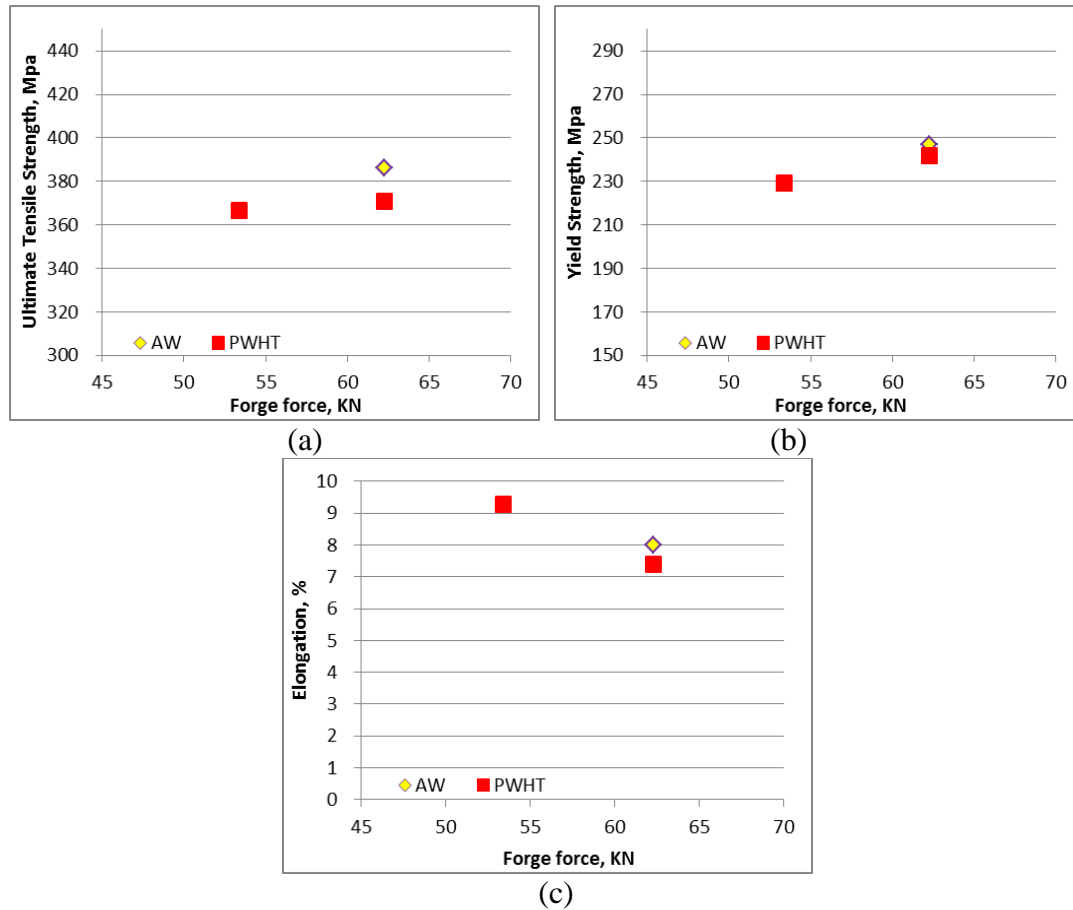 Ultimate Tensile Strength, Mpa
440
420
400
380
360
340
320
300
AW PWHT
45 50 55 60 65 70
Forge force, KN
(a)
Yield Strength, Mpa
290
270
250
230
210
190
170
150
AW PWHT
45 50 55 60 65 70
Forge force, KN
(b)
Elongation, %
10
9
8
7
6
5
4
3
2
1
0
AW PWHT
45 50 55 60 65 70
Forge force, KN
(c)